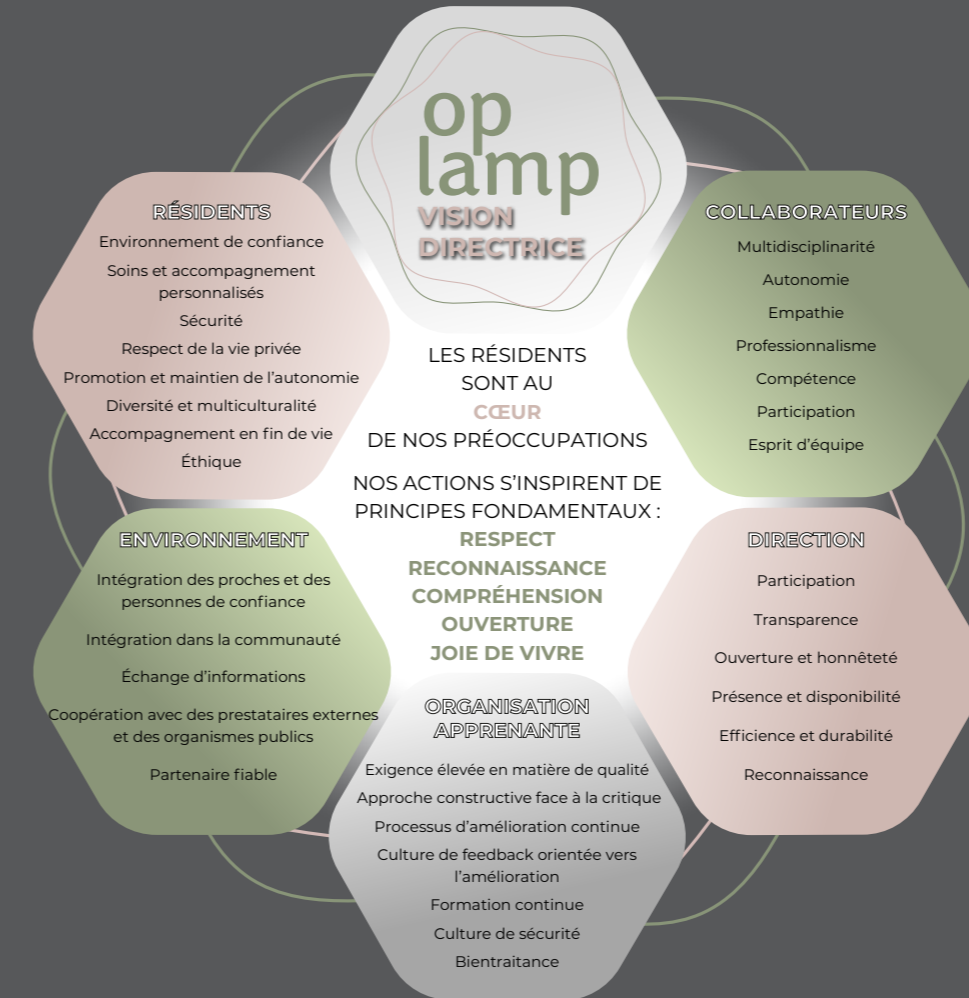 op
lamp
VISION
DIRECTRICE
RÉSIDENTS
Environnement de confiance
Soins et accompagnement
personnalisés
Sécurité
Respect de la vie privée
Promotion et maintien de l'autonomie
Diversité et multiculturalité
Accompagnement en fin de vie
Éthique
COLLABORATEURS
Multidisciplinarité
Autonomie
Empathie
Professionnalisme
Compétence
Participation
Esprit d'équipe
LES RÉSIDENTS
SONT AU
CŒUR
DE NOS PRÉOCCUPATIONS
NOS ACTIONS S'INSPIRENT DE
PRINCIPES FONDAMENTAUX :
RESPECT
RECONNAISSANCE
COMPRÉHENSION
OUVERTURE
JOIE DE VIVRE
ENVIRONNEMENT
Intégration des proches et des
personnes de confiance
Intégration dans la communauté
Échange d'informations
Coopération avec des prestataires externes
et des organismes publics
Partenaire fiable
DIRECTION
Participation
Transparence
Ouverture et honnêteté
Présence et disponibilité
Efficience et durabilité
Reconnaissance
ORGANISATION
APPRENANTE
Exigence élevée en matière de qualité
Approche constructive face à la critique
Processus d'amélioration continue
Culture de feedback orientée vers
l'amélioration
Formation continue
Culture de sécurité
Bientraitance